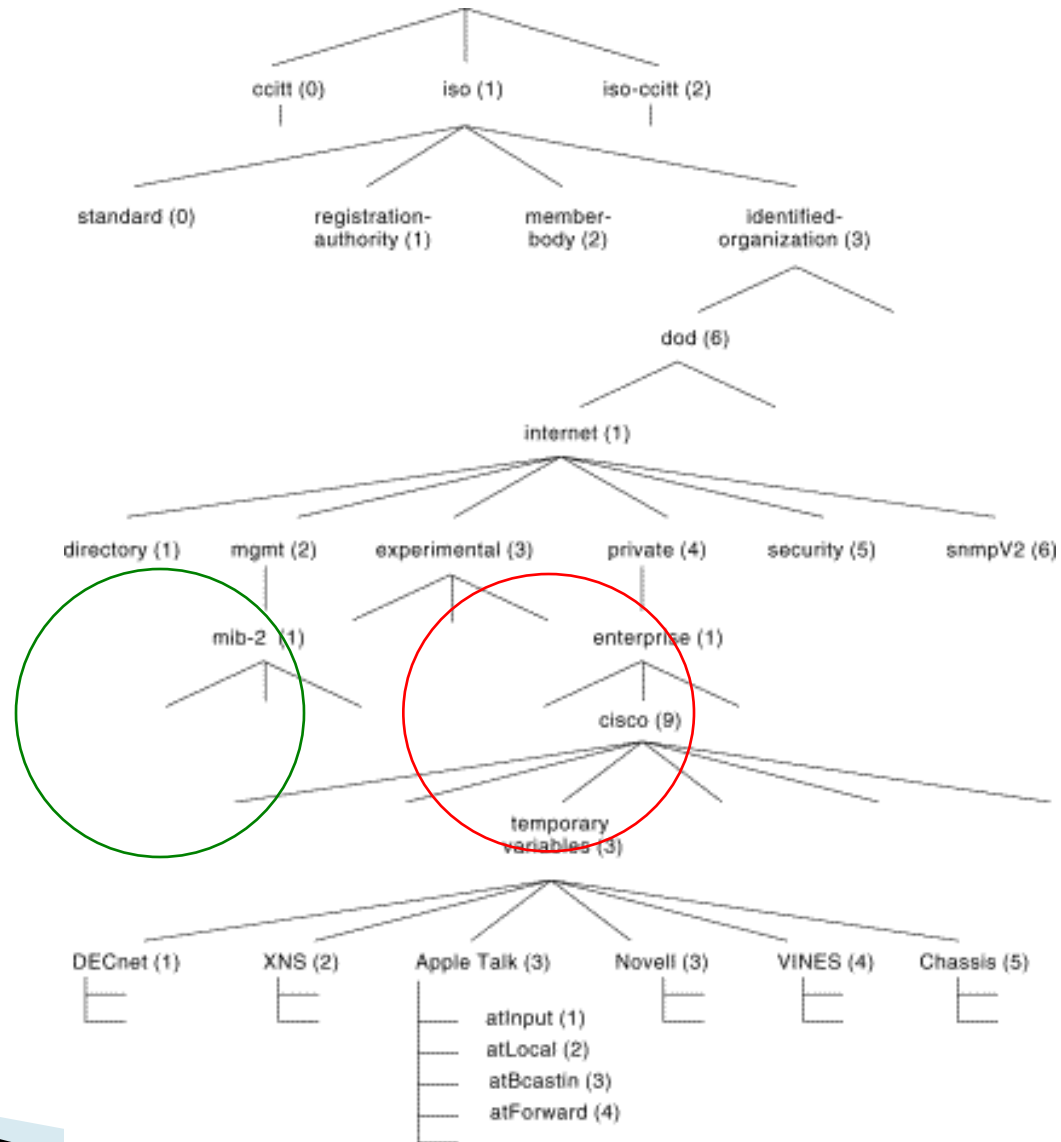 ccitt (0) iso (1) iso-ccitt (2)
standard (0) registration- member- identified-
authority (1) body (2) organization (3)
dod (6)
internet (1)
directory (1) mgmt (2) experimental (3) private (4) security (5) snmpV2 (6)
mib-2 (1) enterprise (1)
cisco (9)
temporary
variables (3)
DECnet (1) XNS (2) Apple Talk (3) Novell (3) VINES (4) Chassis (5)
atInput (1)
atLocal (2)
atBcastin (3)
atForward (4)